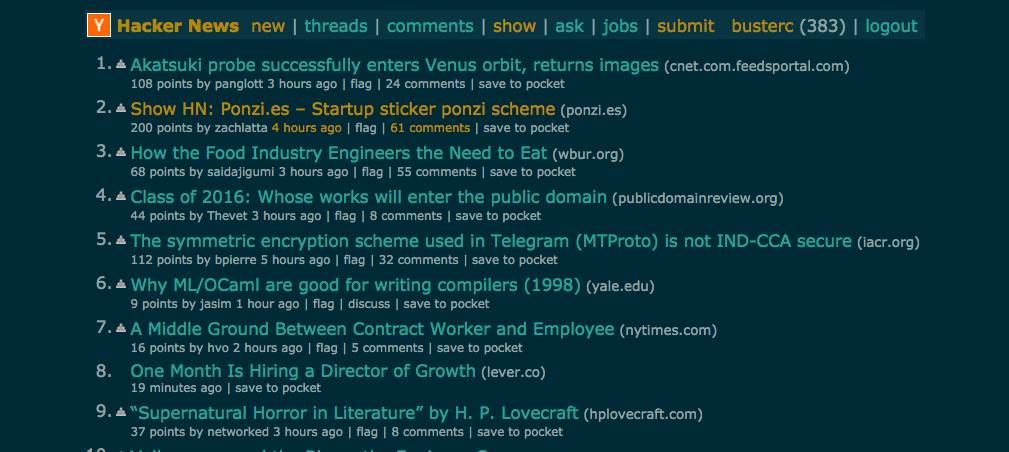 Y Hacker News new | threads | comments | show | ask | jobs | submit busterc (383) | logout
1. Akatsuki probe successfully enters Venus orbit, returns images (cnet.com.feedsportal.com)
108 points by panglott 3 hours ago | flag | 24 comments | save to pocket
2. Show HN: Ponzi.es – Startup sticker ponzi scheme (ponzi.es)
200 points by zachlatta 4 hours ago | flag | 61 comments | save to pocket
3. How the Food Industry Engineers the Need to Eat (wbur.org)
68 points by saidajigumi 3 hours ago | flag | 55 comments | save to pocket
4. Class of 2016: Whose works will enter the public domain (publicdomainreview.org)
44 points by Thevet 3 hours ago | flag | 8 comments | save to pocket
5. The symmetric encryption scheme used in Telegram (MTProto) is not IND-CCA secure (iacr.org)
112 points by bpierre 5 hours ago | flag | 32 comments | save to pocket
6. Why ML/OCaml are good for writing compilers (1998) (yale.edu)
9 points by jasim 1 hour ago | flag | discuss | save to pocket
7. A Middle Ground Between Contract Worker and Employee (nytimes.com)
16 points by hvo 2 hours ago | flag | 5 comments | save to pocket
8. One Month Is Hiring a Director of Growth (lever.co)
19 minutes ago | save to pocket
9. “Supernatural Horror in Literature” by H. P. Lovecraft (hplovecraft.com)
37 points by networked 3 hours ago | flag | 8 comments | save to pocket